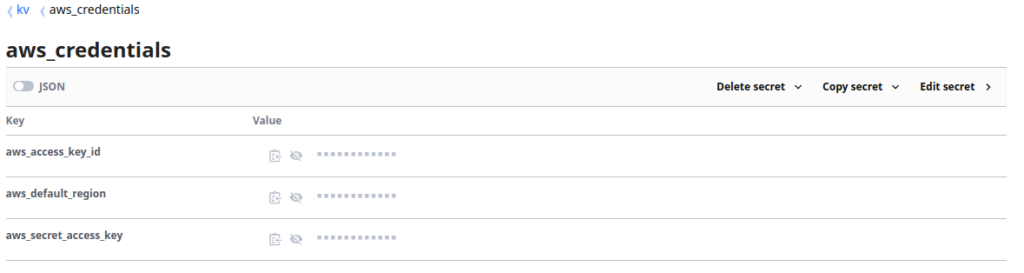 kv aws_credentials
aws_credentials
JSON Delete secret Copy secret Edit secret
Key Value
aws_access_key_id
aws_default_region
aws_secret_access_key